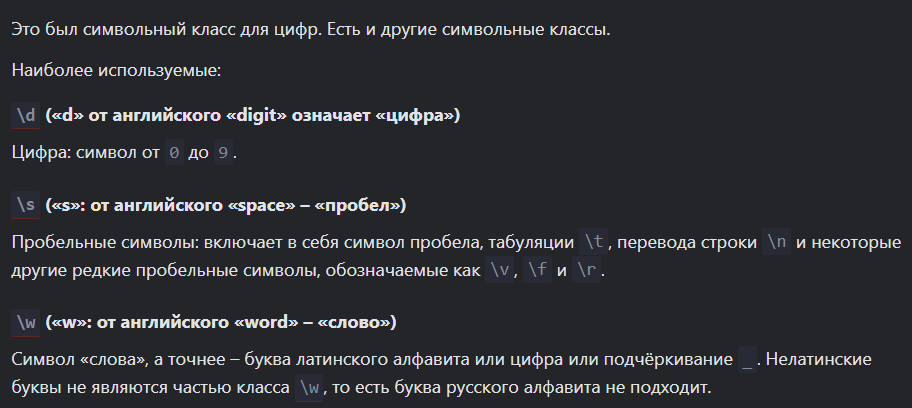 Это был символьный класс для цифр. Есть и другие символьные классы.
Наиболее используемые:
\d («d» от английского «digit» означает «цифра»)
Цифра: символ от 0 до 9.
\s («s»: от английского «space» – «пробел»)
Пробельные символы: включает в себя символ пробела, табуляции \t, перевода строки \n и некоторые
другие редкие пробельные символы, обозначаемые как \v, \f и \r.
\w («w»: от английского «word» – «слово»)
Символ «слова», а точнее – буква латинского алфавита или цифра или подчёркивание _. Нелатинские
буквы не являются частью класса \w, то есть буква русского алфавита не подходит.